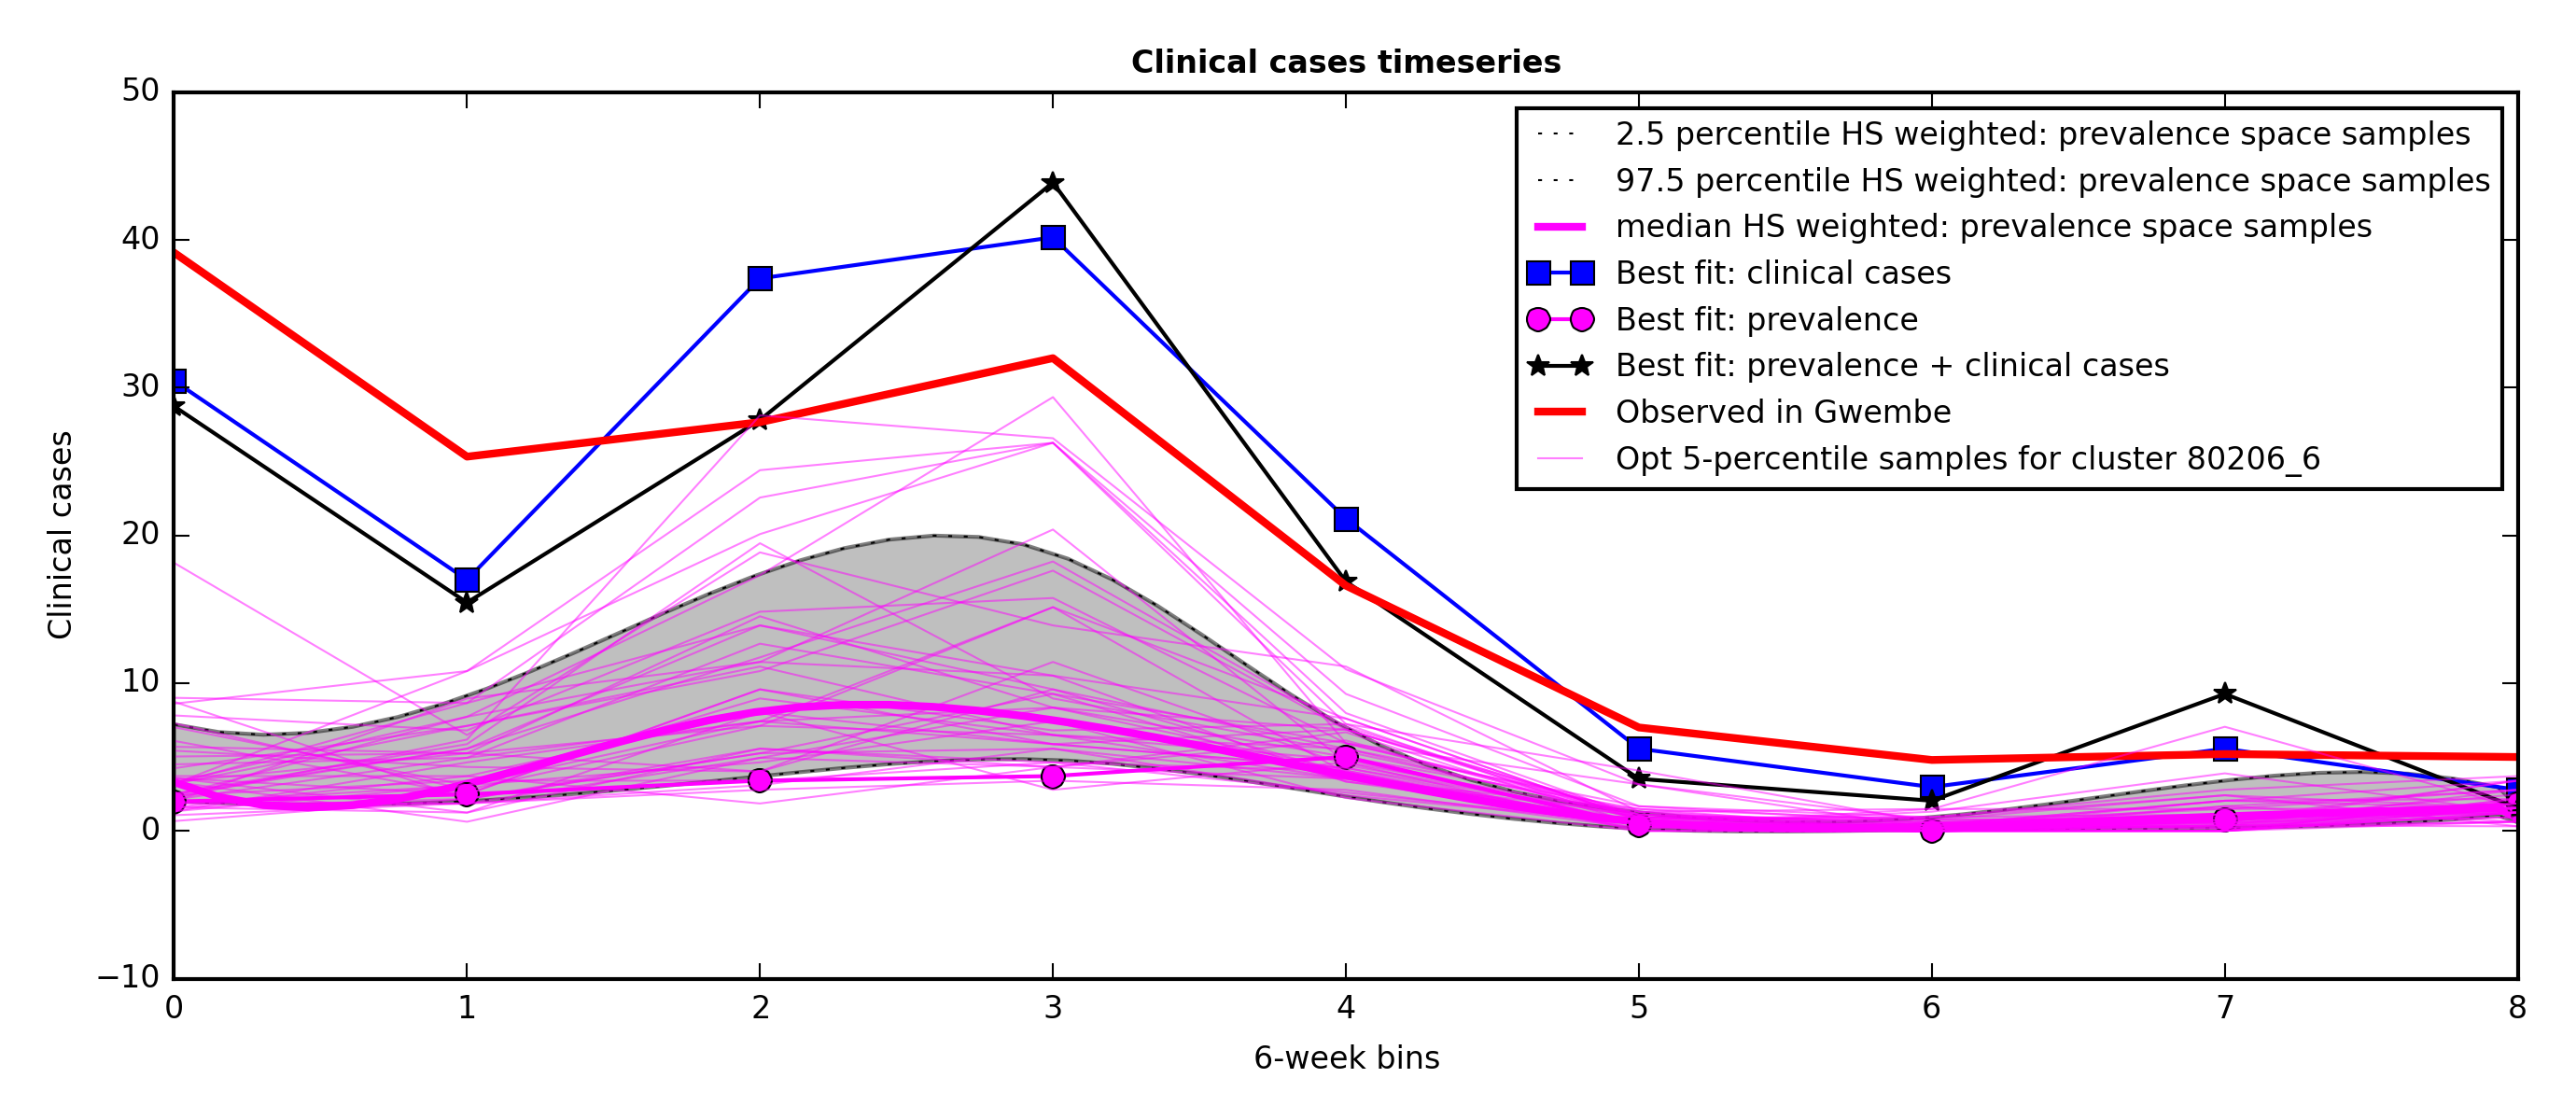 Clinical cases timeseries
50
40
30
20
10
0
−10
Clinical cases
2.5 percentile HS weighted: prevalence space samples
97.5 percentile HS weighted: prevalence space samples
median HS weighted: prevalence space samples
Best fit: clinical cases
Best fit: prevalence
Best fit: prevalence + clinical cases
Observed in Gwembe
Opt 5-percentile samples for cluster 80206_6
0 1 2 3 4 5 6 7 8
6-week bins